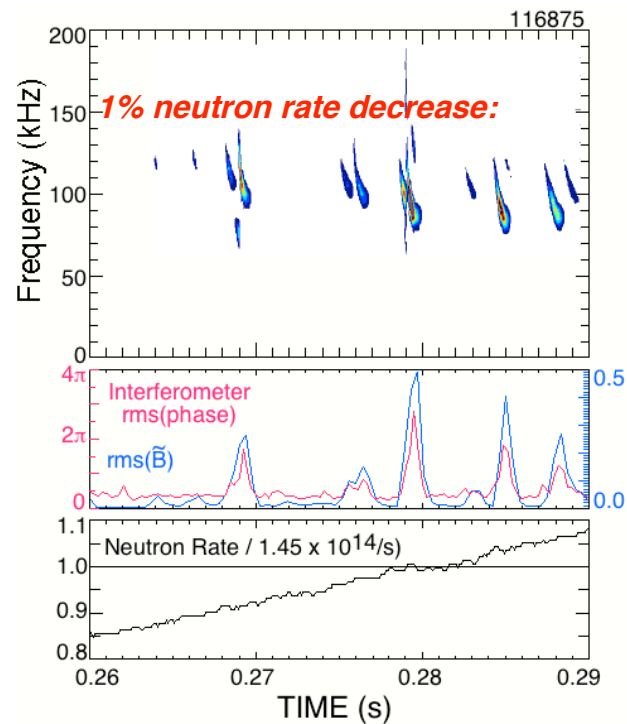 116875
200
150
100
50
0
Frequency (kHz)
1% neutron rate decrease:
4π
2π
0
Interferometer
rms(phase)
rms(B̃)
0.5
0.0
1.1
1.0
0.9
0.8
Neutron Rate / 1.45 x 10¹⁴/s)
0.26 0.27 0.28 0.29
TIME (s)